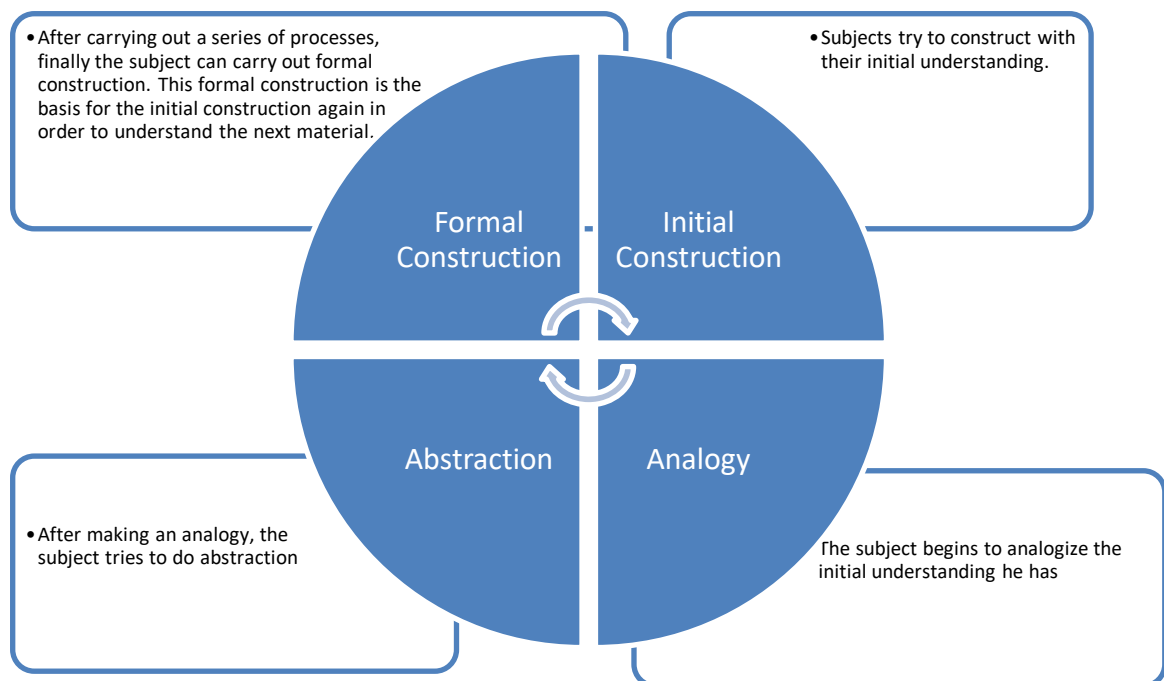 •After carrying out a series of processes,
finally the subject can carry out formal
construction. This formal construction is the
basis for the initial construction again in
order to understand the next material.
•Subjects try to construct with
their initial understanding.
Formal
Construction
Initial
Construction
Abstraction
Analogy
•After making an analogy, the
subject tries to do abstraction
The subject begins to analogize the
initial understanding he has